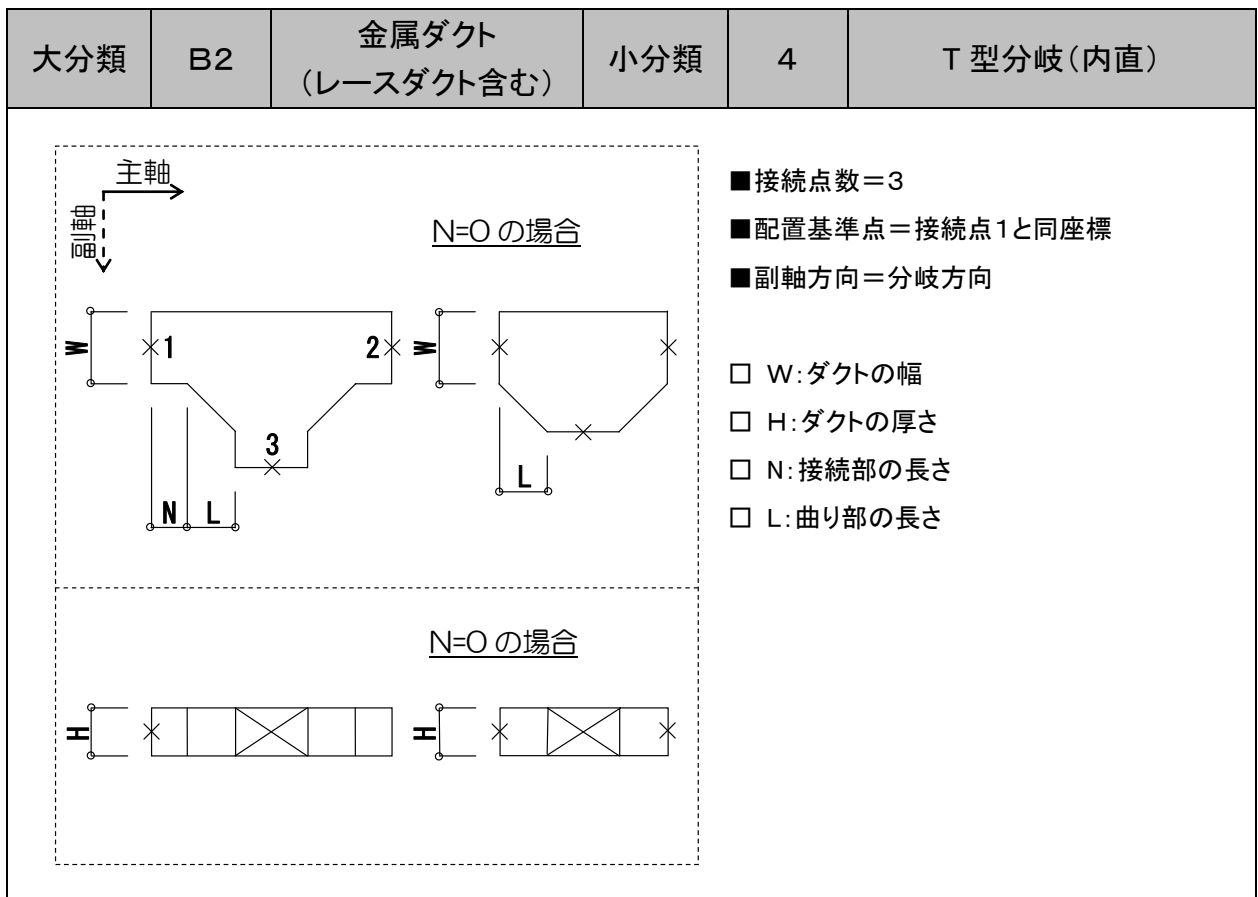 大分類
B2
金属ダクト
(レースダクト含む)
小分類
4
T型分岐(内直)
主軸
副軸
N=0の場合
W
1
2
W
3
N
L
L
■接続点数=3
■配置基準点=接続点1と同座標
■副軸方向=分岐方向
□ W:ダクトの幅
□ H:ダクトの厚さ
□ N:接続部の長さ
□ L:曲り部の長さ
N=0の場合
H
H